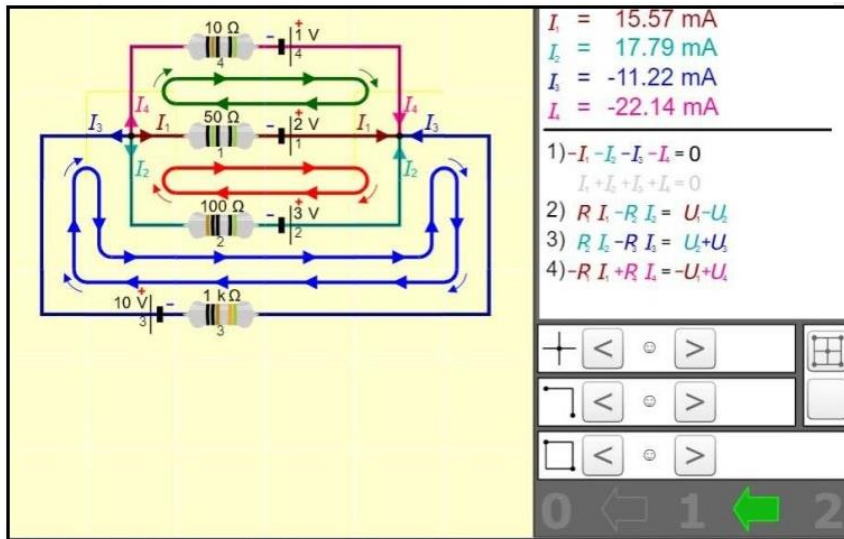 10 Ω
- + 1 V
4 4
I₄
I₄
I₃ I₁ 50 Ω - + 2 V I₁ I₃
1 1
I₂ I₂
100 Ω - + 3 V
2 2
10 V + - 1 kΩ
3 3
I₁ = 15.57 mA
I₂ = 17.79 mA
I₃ = -11.22 mA
I₄ = -22.14 mA
1) -I₁ -I₂ -I₃ -I₄ = 0
I₁ +I₂ +I₃ +I₄ = 0
2) R₁ I₁ -R₂ I₂ = U₁-U₂
3) R₂ I₂ -R₃ I₃ = U₂+U₃
4) -R₁ I₁ +R₄ I₄ = -U₁+U₄
< ☺ >
< ☺ >
< ☺ >
0 1 2